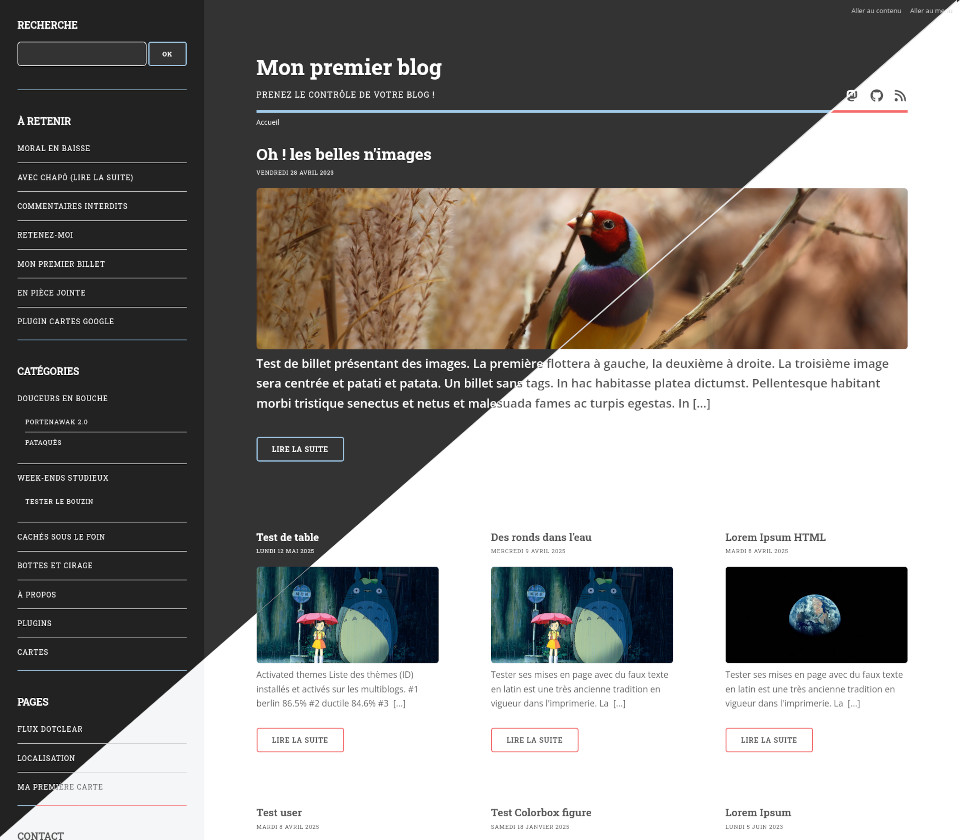 RECHERCHE
OK
À RETENIR
MORAL EN BAISSE
AVEC CHAPÔ (LIRE LA SUITE)
COMMENTAIRES INTERDITS
RETENEZ-MOI
MON PREMIER BILLET
EN PIÈCE JOINTE
PLUGIN CARTES GOOGLE
CATÉGORIES
DOUCEURS EN BOUCHE
PORTENAWAK 2.0
PATAQUÈS
WEEK-ENDS STUDIEUX
TESTER LE BOUZIN
CACHÉS SOUS LE FOIN
BOTTES ET CIRAGE
À PROPOS
PLUGINS
CARTES
PAGES
FLUX DOTCLEAR
LOCALISATION
MA PREMIÈRE CARTE
CONTACT
Aller au contenu Aller au me
Mon premier blog
PRENEZ LE CONTRÔLE DE VOTRE BLOG !
Accueil
Oh ! les belles n'images
VENDREDI 28 AVRIL 2023
Test de billet présentant des images. La première flottera à gauche, la deuxième à droite. La troisième image
sera centrée et patati et patata. Un billet sans tags. In hac habitasse platea dictumst. Pellentesque habitant
morbi tristique senectus et netus et malesuada fames ac turpis egestas. In [...]
LIRE LA SUITE
Test de table
LUNDI 12 MAI 2025
Activated themes Liste des thèmes (ID)
installés et activés sur les multiblogs. #1
berlin 86.5% #2 ductile 84.6% #3 [...]
LIRE LA SUITE
Des ronds dans l'eau
MERCREDI 9 AVRIL 2025
Tester ses mises en page avec du faux texte
en latin est une très ancienne tradition en
vigueur dans l'imprimerie. La [...]
LIRE LA SUITE
Lorem Ipsum HTML
MARDI 8 AVRIL 2025
Tester ses mises en page avec du faux texte
en latin est une très ancienne tradition en
vigueur dans l'imprimerie. La [...]
LIRE LA SUITE
Test user
MARDI 8 AVRIL 2025
Test Colorbox figure
SAMEDI 18 JANVIER 2025
Lorem Ipsum
LUNDI 5 JUIN 2023